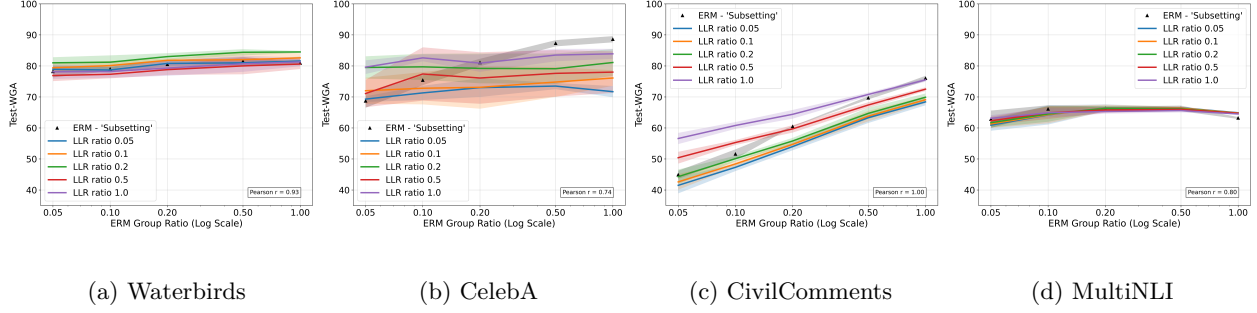 100
90
80
70
60
50
40
Test-WGA
ERM - 'Subsetting'
LLR ratio 0.05
LLR ratio 0.1
LLR ratio 0.2
LLR ratio 0.5
LLR ratio 1.0
Pearson r = 0.93
0.05 0.10 0.20 0.50 1.00
ERM Group Ratio (Log Scale)
(a) Waterbirds
100
90
80
70
60
50
40
Test-WGA
ERM - 'Subsetting'
LLR ratio 0.05
LLR ratio 0.1
LLR ratio 0.2
LLR ratio 0.5
LLR ratio 1.0
Pearson r = 0.74
0.05 0.10 0.20 0.50 1.00
ERM Group Ratio (Log Scale)
(b) CelebA
100
90
80
70
60
50
40
Test-WGA
ERM - 'Subsetting'
LLR ratio 0.05
LLR ratio 0.1
LLR ratio 0.2
LLR ratio 0.5
LLR ratio 1.0
Pearson r = 1.00
0.05 0.10 0.20 0.50 1.00
ERM Group Ratio (Log Scale)
(c) CivilComments
100
90
80
70
60
50
40
Test-WGA
ERM - 'Subsetting'
LLR ratio 0.05
LLR ratio 0.1
LLR ratio 0.2
LLR ratio 0.5
LLR ratio 1.0
Pearson r = 0.80
0.05 0.10 0.20 0.50 1.00
ERM Group Ratio (Log Scale)
(d) MultiNLI